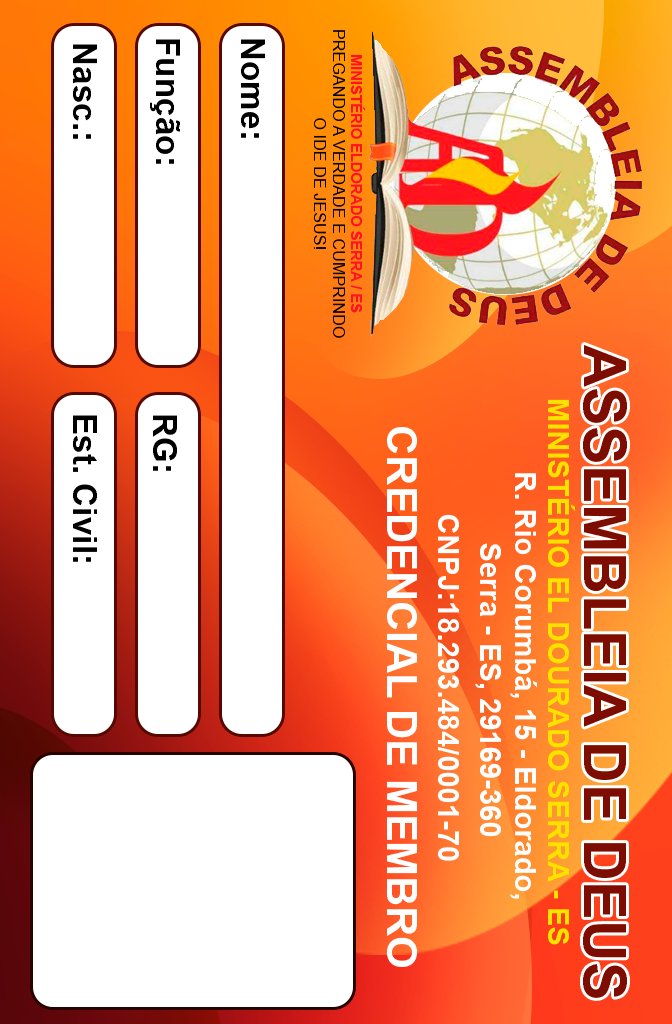 ASSEMBLEIA DE DEUS
AD
MINISTÉRIO ELDORADO SERRA / ES
PREGANDO A VERDADE E CUMPRINDO
O IDE DE JESUS!
ASSEMBLEIA DE DEUS
MINISTÉRIO EL DOURADO SERRA - ES
R. Rio Corumbá, 15 - Eldorado,
Serra - ES, 29169-360
CNPJ:18.293.484/0001-70
CREDENCIAL DE MEMBRO
Nome:
Função:
RG:
Nasc.:
Est. Civil: